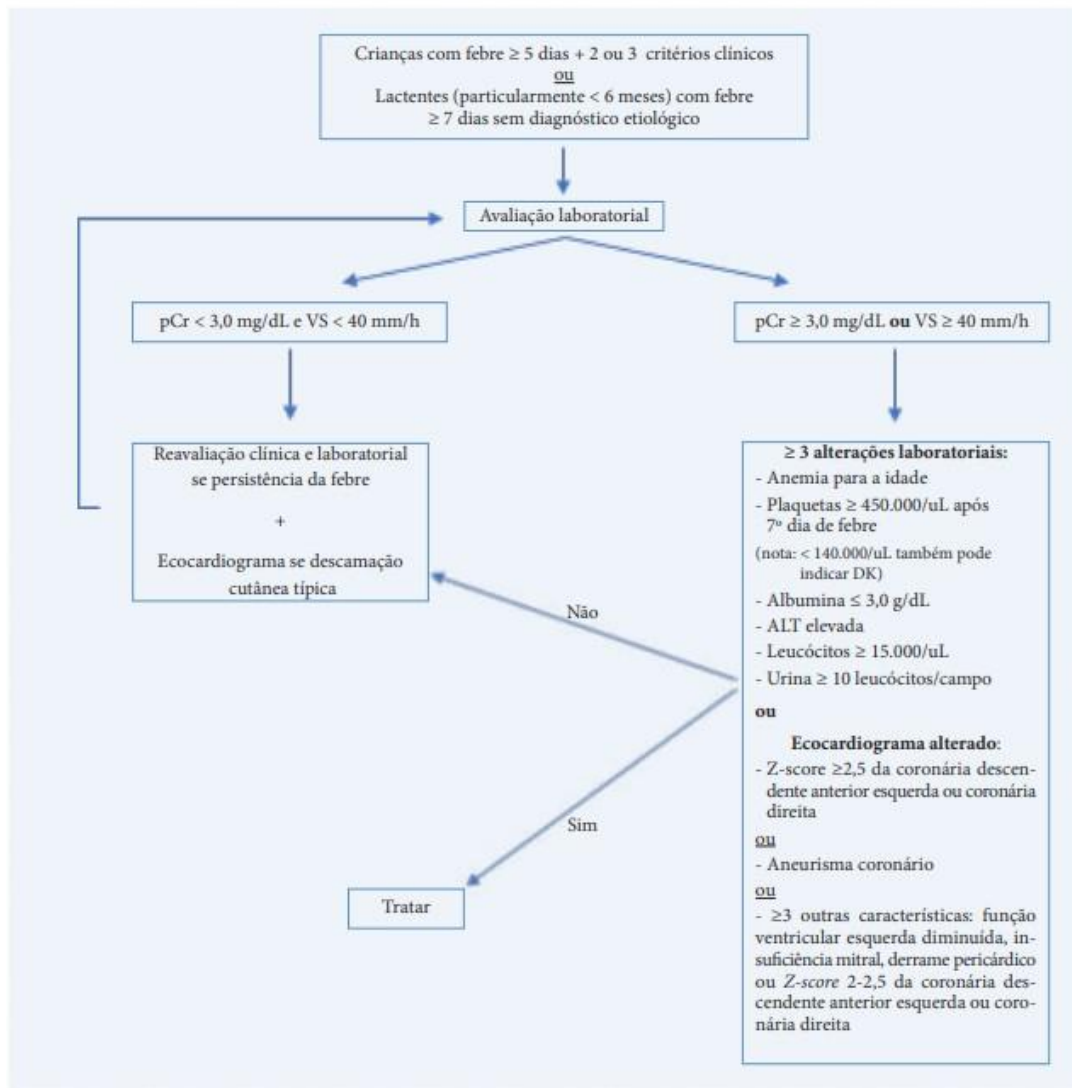 Crianças com febre ≥ 5 dias + 2 ou 3 critérios clínicos
ou
Lactentes (particularmente < 6 meses) com febre
≥ 7 dias sem diagnóstico etiológico
Avaliação laboratorial
pCr < 3,0 mg/dL e VS < 40 mm/h
pCr ≥ 3,0 mg/dL ou VS ≥ 40 mm/h
Reavaliação clínica e laboratorial
se persistência da febre
+
Ecocardiograma se descamação
cutânea típica
≥ 3 alterações laboratoriais:
- Anemia para a idade
- Plaquetas ≥ 450.000/uL após
7º dia de febre
(nota: < 140.000/uL também pode
indicar DK)
- Albumina ≤ 3,0 g/dL
- ALT elevada
- Leucócitos ≥ 15.000/uL
- Urina ≥ 10 leucócitos/campo
ou
Ecocardiograma alterado:
- Z-score ≥2,5 da coronária descen-
dente anterior esquerda ou coronária
direita
ou
- Aneurisma coronário
ou
- ≥3 outras características: função
ventricular esquerda diminuída, in-
suficiência mitral, derrame pericárdico
ou Z-score 2-2,5 da coronária des-
cendente anterior esquerda ou coro-
nária direita
Não
Sim
Tratar